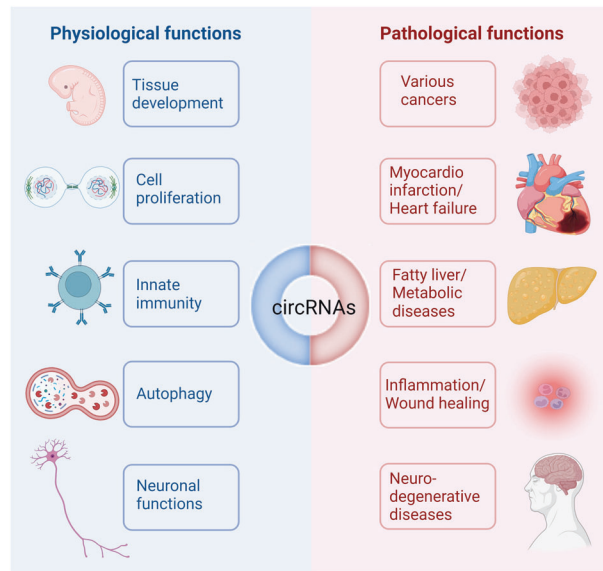 Physiological functions
Tissue
development
Cell
proliferation
Innate
immunity
Autophagy
Neuronal
functions
circRNAs
Pathological functions
Various
cancers
Myocardio
infarction/
Heart failure
Fatty liver/
Metabolic
diseases
Inflammation/
Wound healing
Neuro-
degenerative
diseases